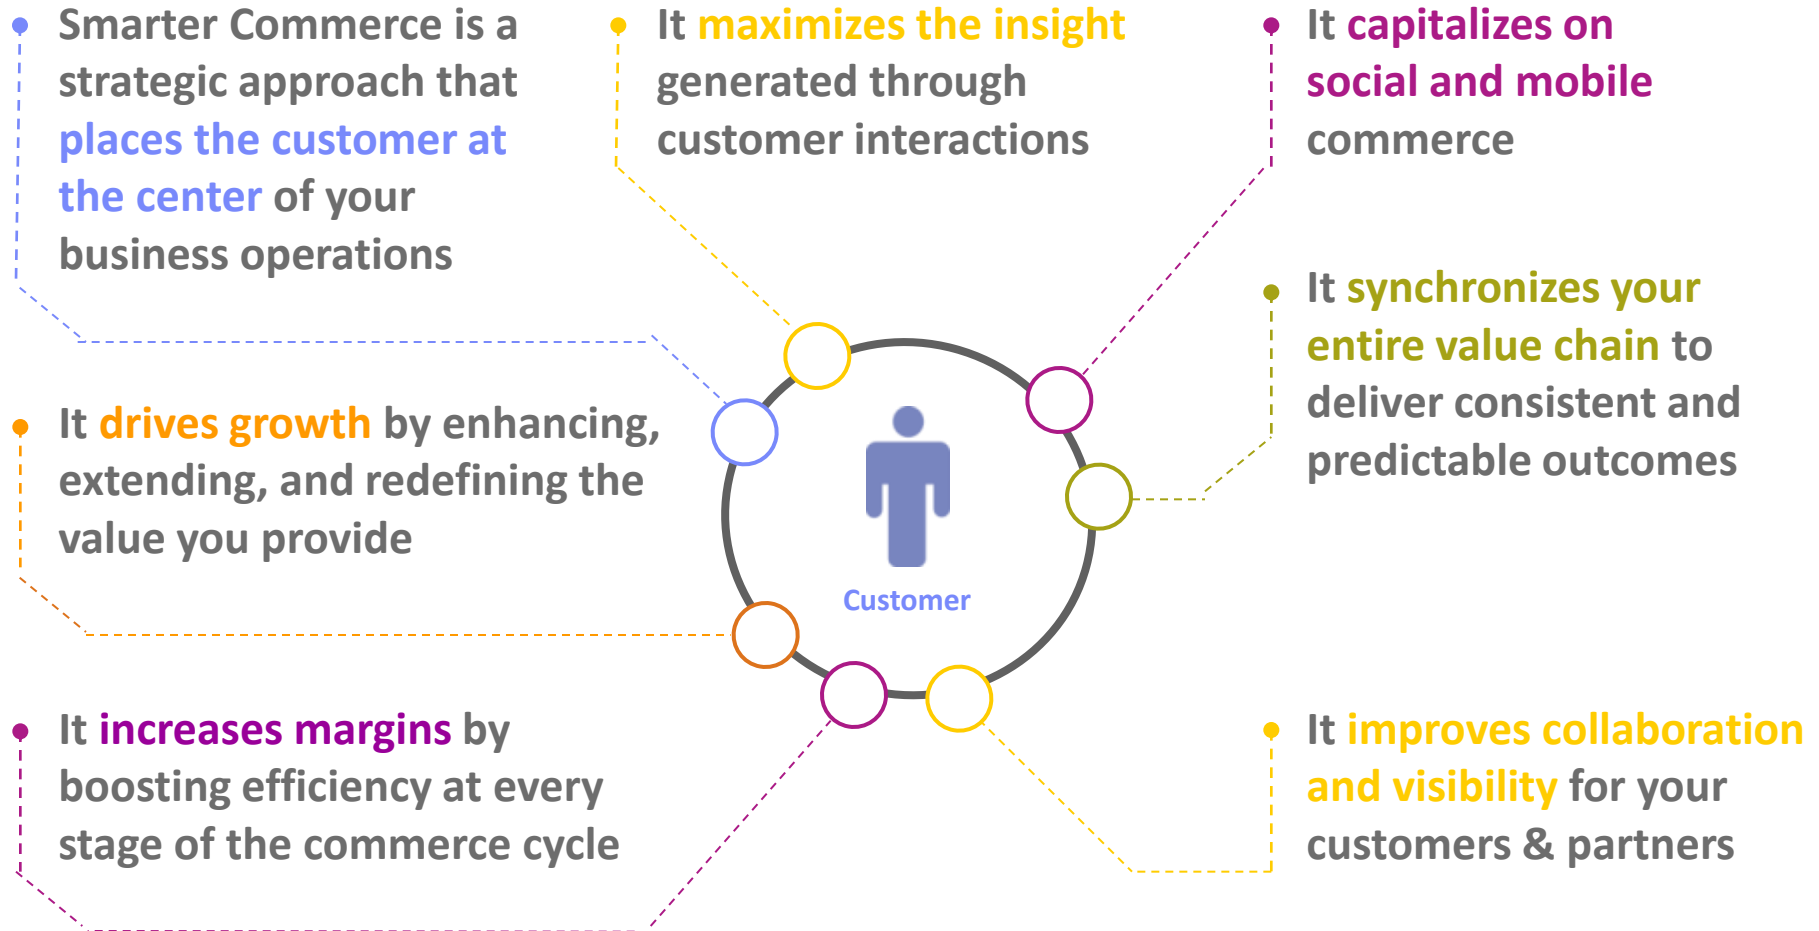 Smarter Commerce is a
strategic approach that
places the customer at
the center of your
business operations
It maximizes the insight
generated through
customer interactions
It capitalizes on
social and mobile
commerce
It synchronizes your
entire value chain to
deliver consistent and
predictable outcomes
It drives growth by enhancing,
extending, and redefining the
value you provide
Customer
It increases margins by
boosting efficiency at every
stage of the commerce cycle
It improves collaboration
and visibility for your
customers & partners